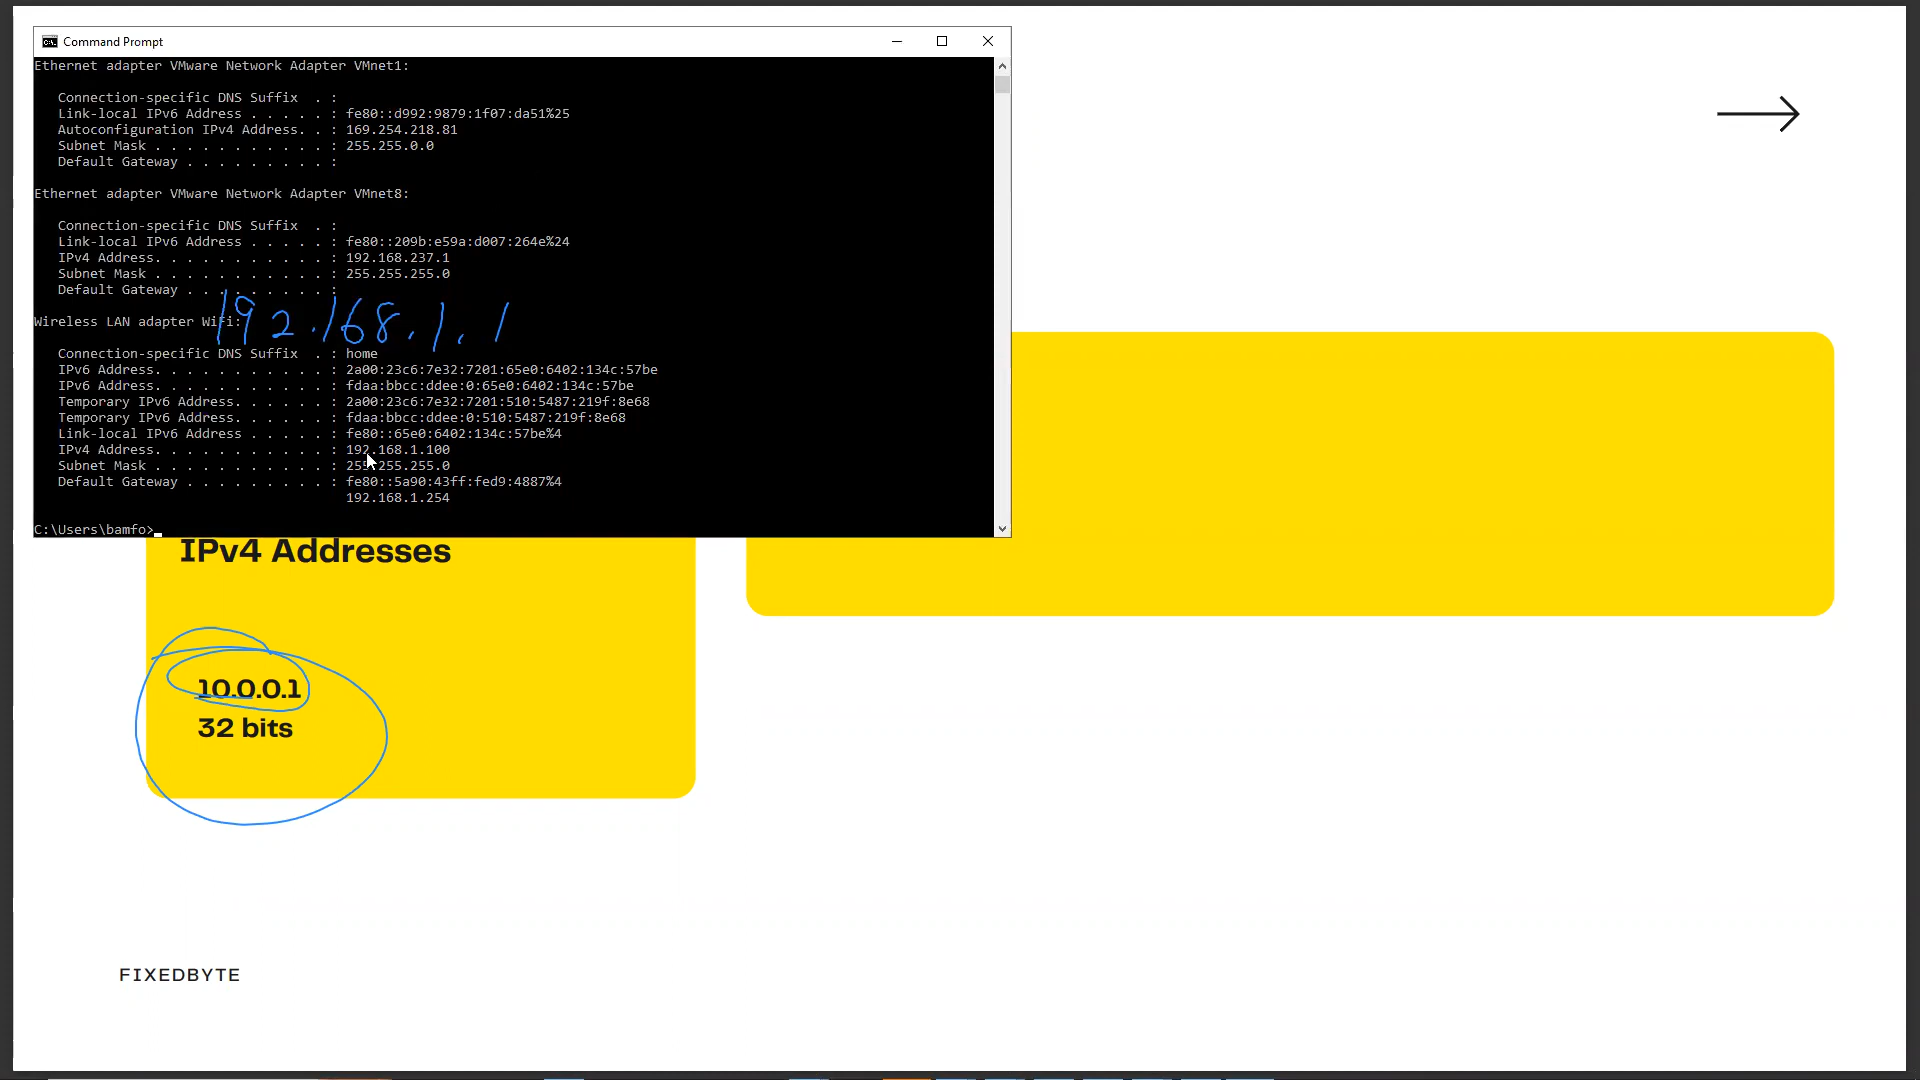 Command Prompt
Ethernet adapter VMware Network Adapter VMnet1:
Connection-specific DNS Suffix . :
Link-local IPv6 Address . . . . . : fe80::d992:9879:1f07:da51%25
Autoconfiguration IPv4 Address. . : 169.254.218.81
Subnet Mask . . . . . . . . . . . : 255.255.0.0
Default Gateway . . . . . . . . . :
Ethernet adapter VMware Network Adapter VMnet8:
Connection-specific DNS Suffix . :
Link-local IPv6 Address . . . . . : fe80::209b:e59a:d007:264e%24
IPv4 Address. . . . . . . . . . . : 192.168.237.1
Subnet Mask . . . . . . . . . . . : 255.255.255.0
Default Gateway . . . . . . . . . :
192.168.1.1
Wireless LAN adapter WiFi:
Connection-specific DNS Suffix . : home
IPv6 Address. . . . . . . . . . . : 2a00:23c6:7e32:7201:65e0:6402:134c:57be
IPv6 Address. . . . . . . . . . . : fdaa:bbcc:ddee:0:65e0:6402:134c:57be
Temporary IPv6 Address. . . . . . : 2a00:23c6:7e32:7201:510:5487:219f:8e68
Temporary IPv6 Address. . . . . . : fdaa:bbcc:ddee:0:510:5487:219f:8e68
Link-local IPv6 Address . . . . . : fe80::65e0:6402:134c:57be%4
IPv4 Address. . . . . . . . . . . : 192.168.1.100
Subnet Mask . . . . . . . . . . . : 255.255.255.0
Default Gateway . . . . . . . . . : fe80::5a90:43ff:fed9:4887%4
192.168.1.254
C:\Users\bamfo>
IPv4 Addresses
10.0.0.1
32 bits
FIXEDBYTE